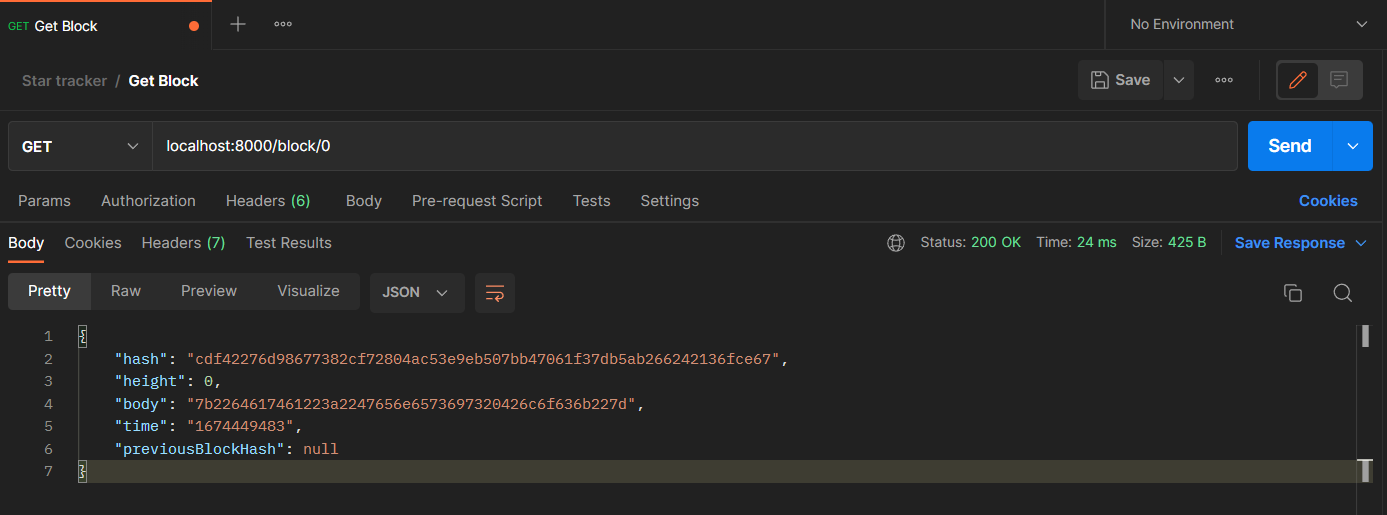 GET Get Block
No Environment
Star tracker / Get Block
Save
GET
localhost:8000/block/0
Send
Params Authorization Headers (6) Body Pre-request Script Tests Settings Cookies
Body Cookies Headers (7) Test Results Status: 200 OK Time: 24 ms Size: 425 B Save Response
Pretty Raw Preview Visualize JSON
1 {
2 "hash": "cdf42276d98677382cf72804ac53e9eb507bb47061f37db5ab266242136fce67",
3 "height": 0,
4 "body": "7b2264617461223a2247656e6573697320426c6f636b227d",
5 "time": "1674449483",
6 "previousBlockHash": null
7 }